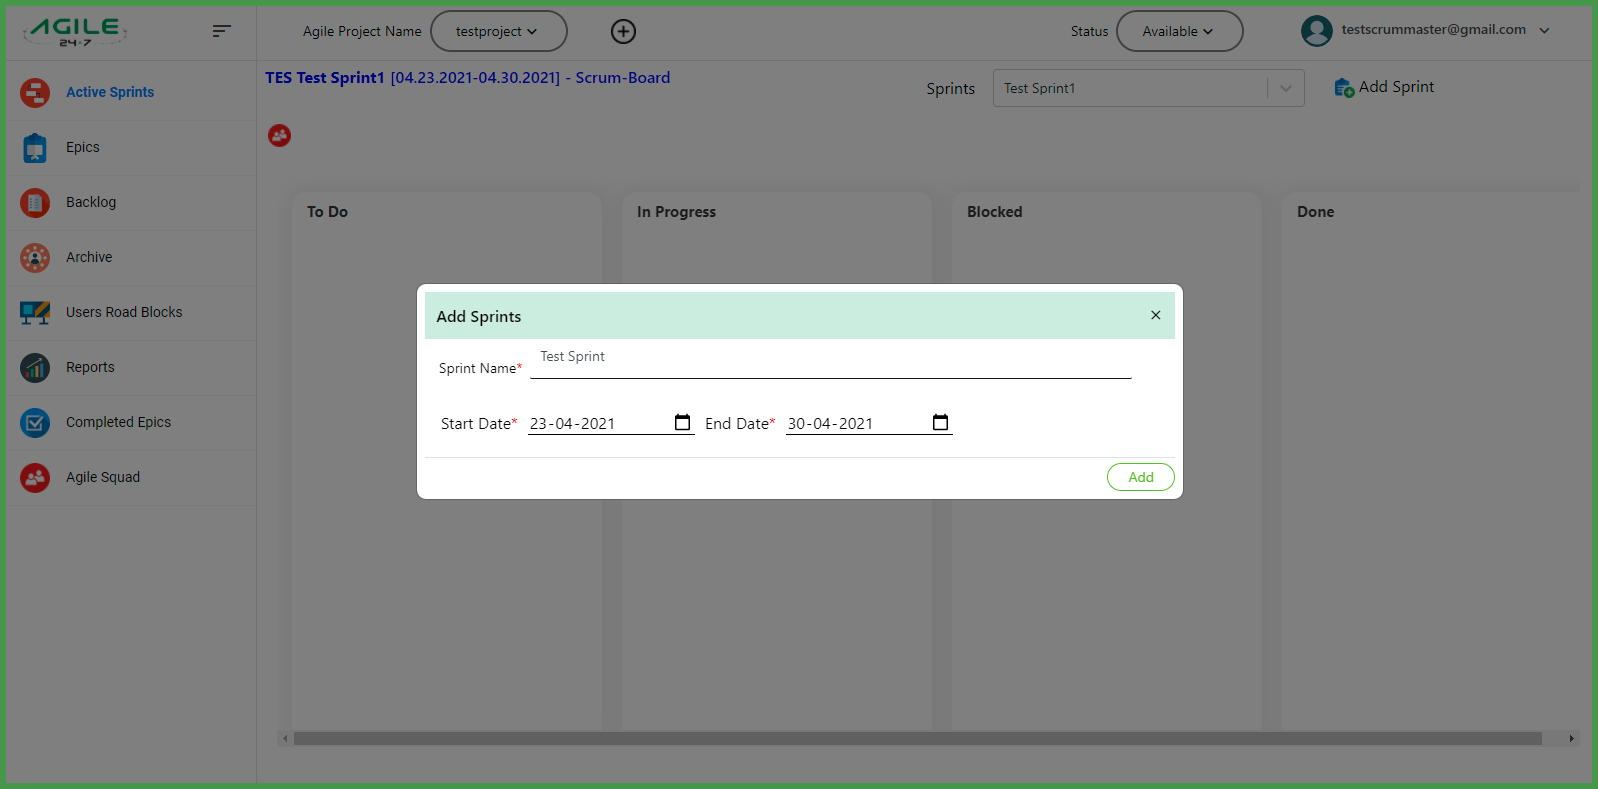 AGILE
24x7
Agile Project Name testproject
Status Available
testscrummaster@gmail.com
Active Sprints
Epics
Backlog
Archive
Users Road Blocks
Reports
Completed Epics
Agile Squad
TES Test Sprint1 [04.23.2021-04.30.2021] - Scrum-Board
Sprints Test Sprint1
Add Sprint
To Do
In Progress
Blocked
Done
Add Sprints ×
Sprint Name* Test Sprint
Start Date* 23-04-2021 End Date* 30-04-2021
Add